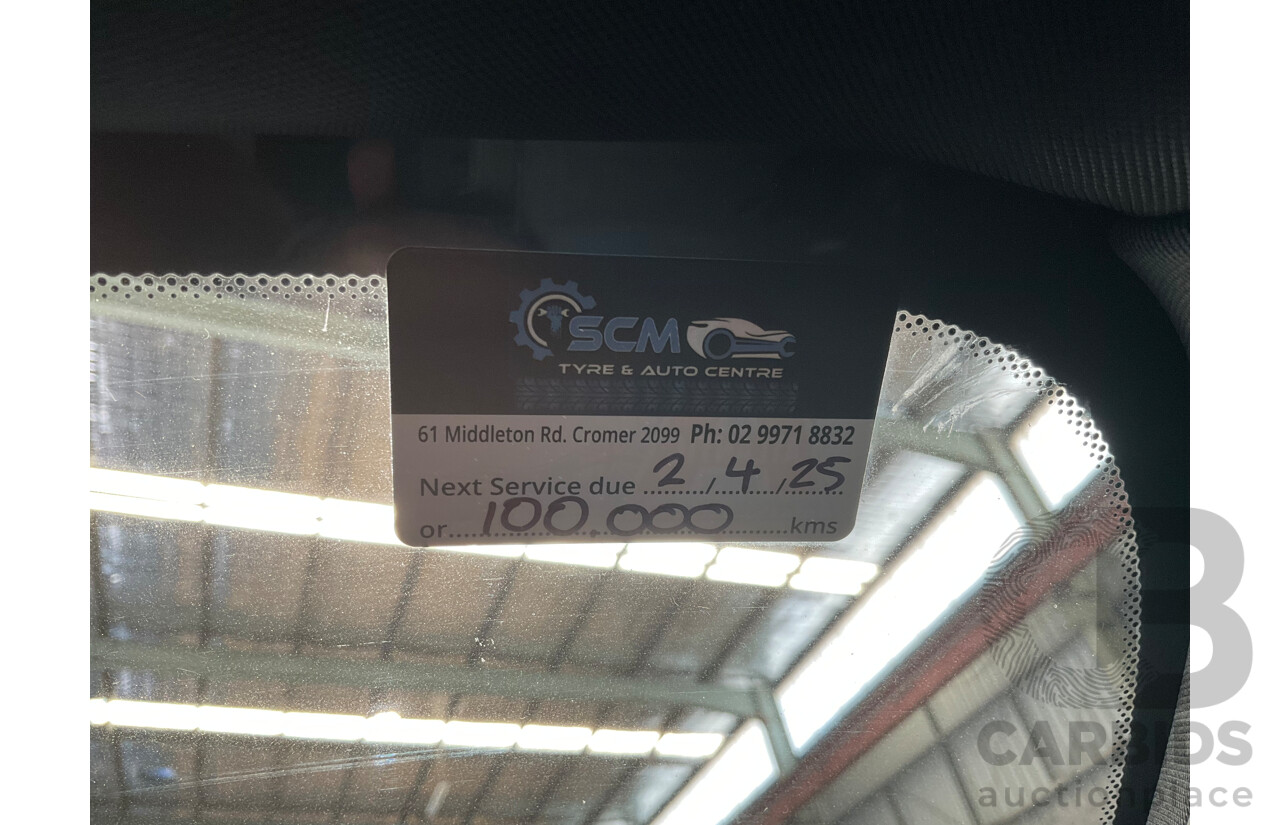 SCM
TYRE & AUTO CENTRE
61 Middleton Rd. Cromer 2099 Ph: 02 9971 8832
Next Service due 2/4/25
or 100.000 kms
CARBIDS
auctionplace